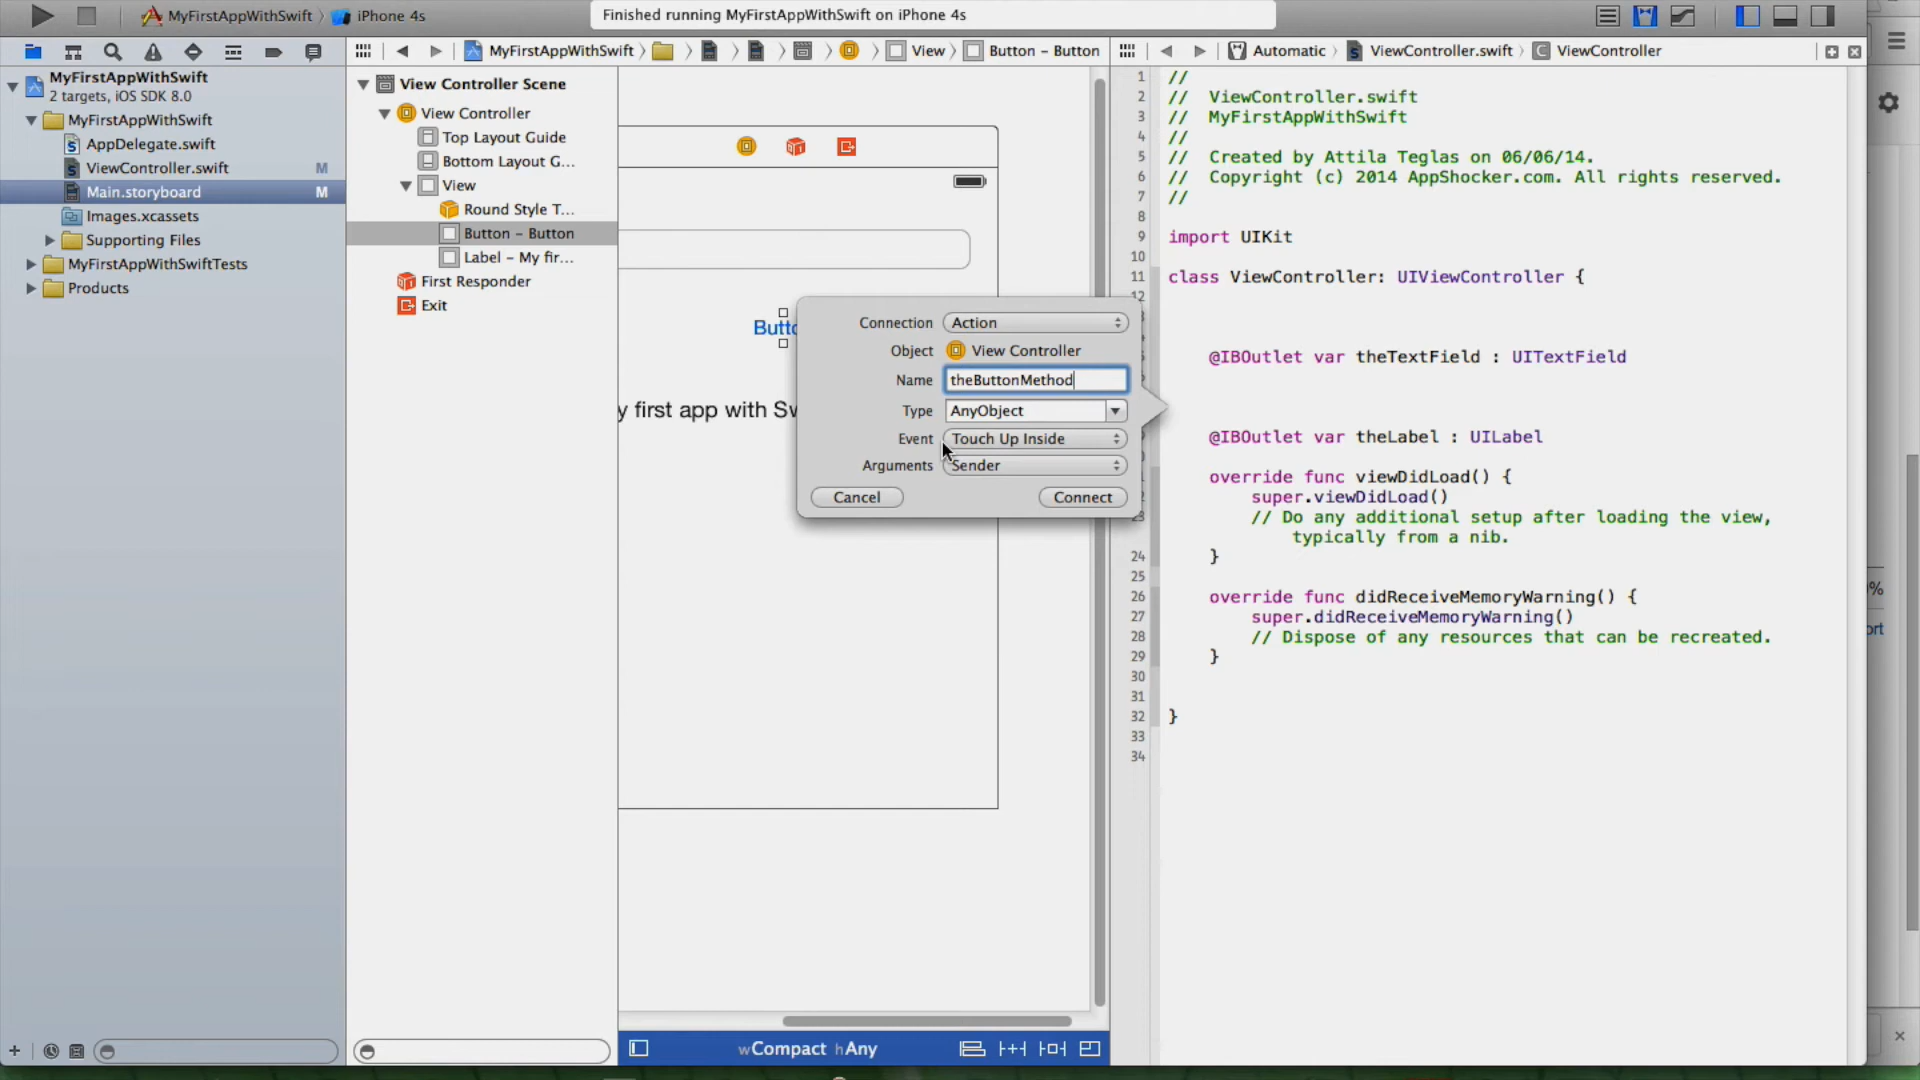 MyFirstAppWithSwift
iPhone 4s
Finished running MyFirstAppWithSwift on iPhone 4s
MyFirstAppWithSwift
View
Button - Button
Automatic
ViewController.swift
ViewController
MyFirstAppWithSwift
2 targets, iOS SDK 8.0
MyFirstAppWithSwift
AppDelegate.swift
ViewController.swift M
Main.storyboard M
Images.xcassets
Supporting Files
MyFirstAppWithSwiftTests
Products
View Controller Scene
View Controller
Top Layout Guide
Bottom Layout G...
View
Round Style T...
Button - Button
Label - My fir...
First Responder
Exit
Butto
y first app with Sw
Connection Action
Object View Controller
Name theButtonMethod
Type AnyObject
Event Touch Up Inside
Arguments Sender
Cancel Connect
wCompact hAny
1 //
2 // ViewController.swift
3 // MyFirstAppWithSwift
4 //
5 // Created by Attila Teglas on 06/06/14.
6 // Copyright (c) 2014 AppShocker.com. All rights reserved.
7 //
8
9 import UIKit
10
11 class ViewController: UIViewController {
12
@IBOutlet var theTextField : UITextField
@IBOutlet var theLabel : UILabel
override func viewDidLoad() {
super.viewDidLoad()
23 // Do any additional setup after loading the view,
typically from a nib.
24 }
25
26 override func didReceiveMemoryWarning() {
27 super.didReceiveMemoryWarning()
28 // Dispose of any resources that can be recreated.
29 }
30
31
32 }
33
34
%
ort